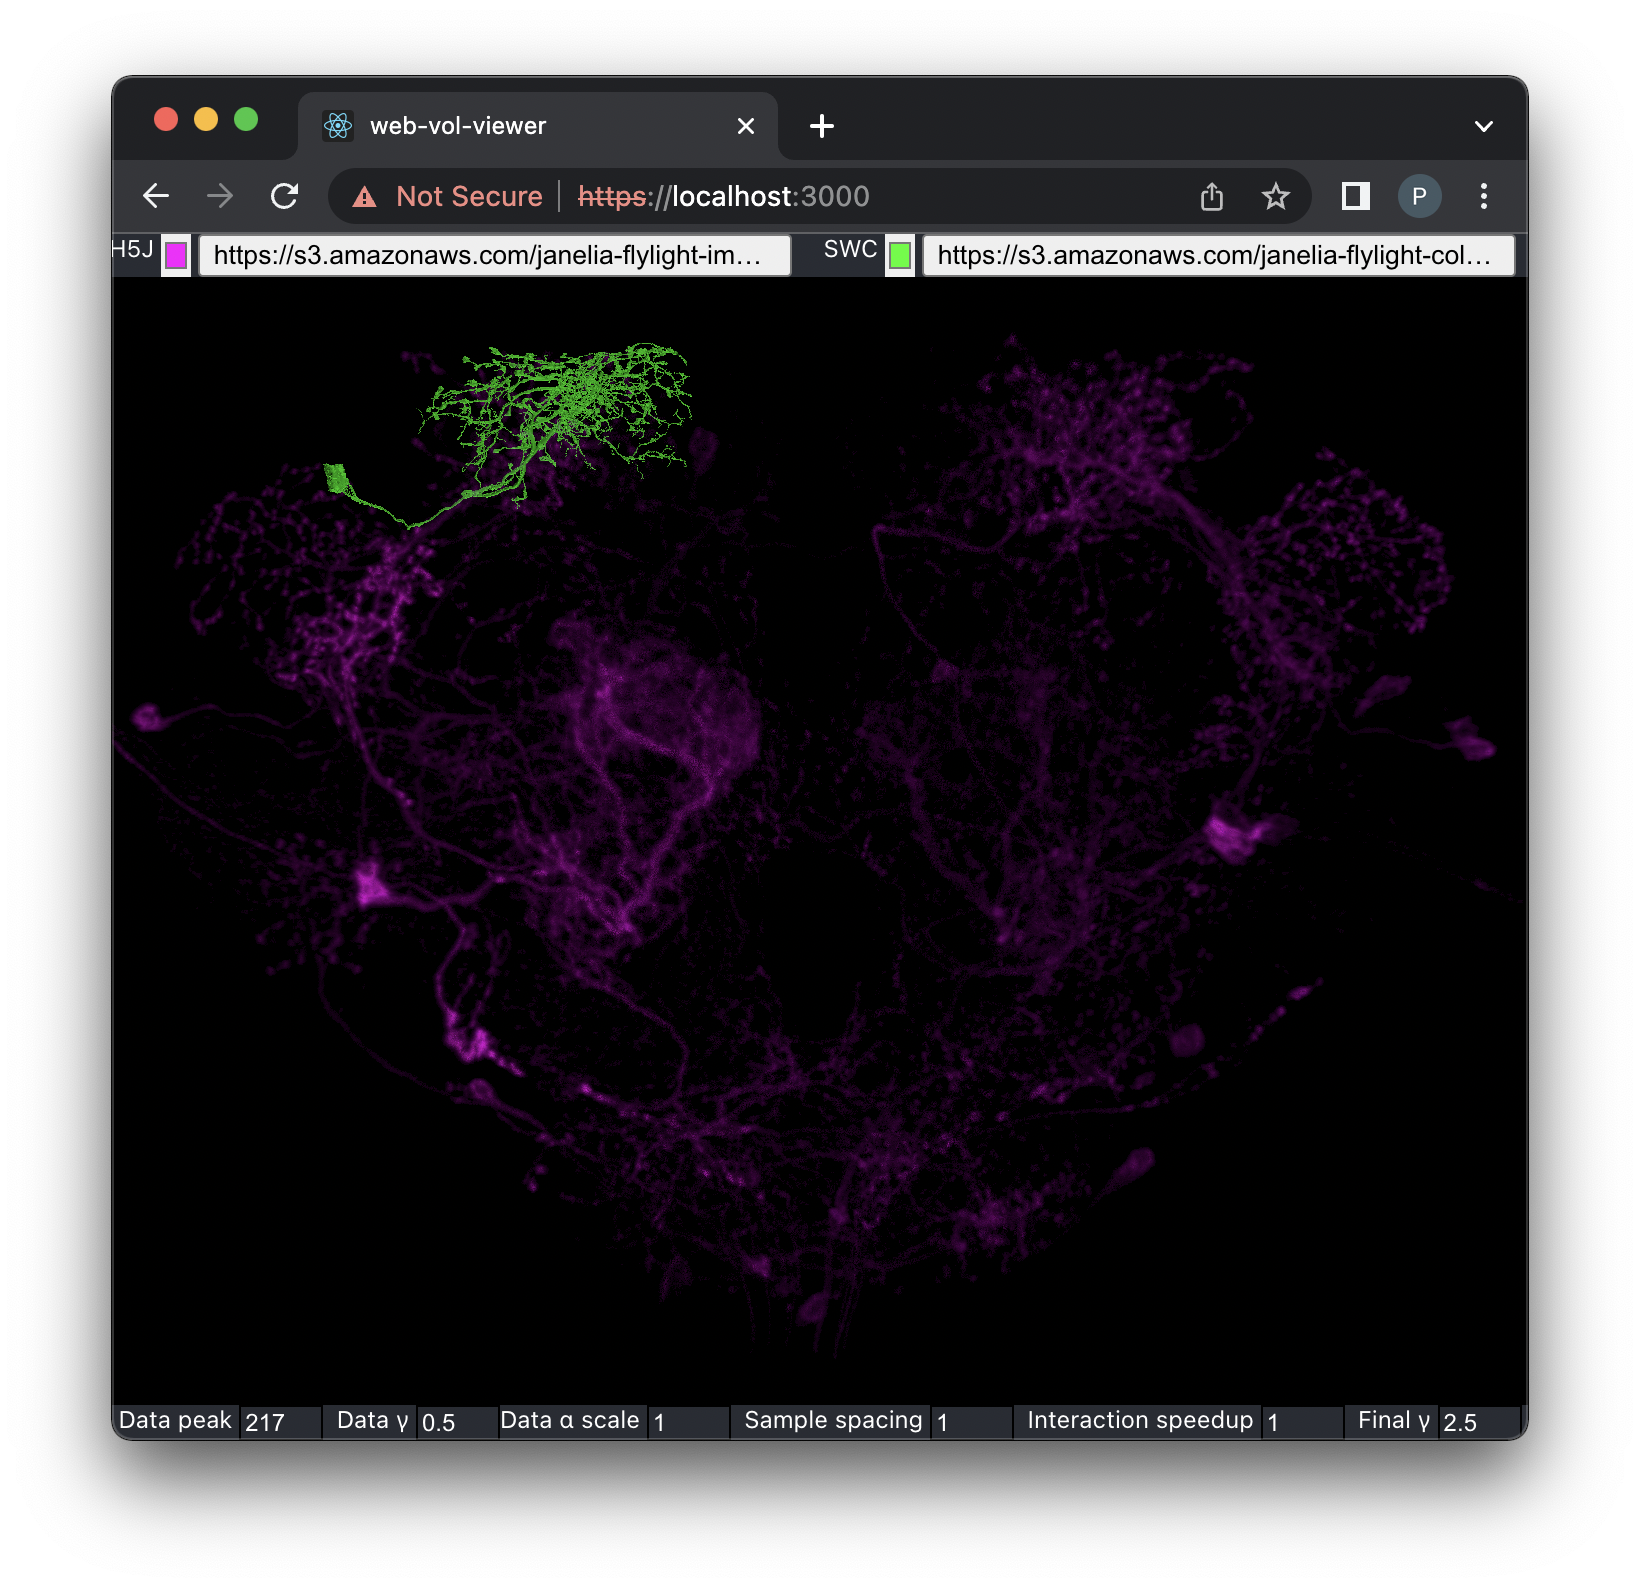 web-vol-viewer
Not Secure https://localhost:3000 P
H5J https://s3.amazonaws.com/janelia-flylight-im… SWC https://s3.amazonaws.com/janelia-flylight-col…
Data peak 217 Data γ 0.5 Data α scale 1 Sample spacing 1 Interaction speedup 1 Final γ 2.5